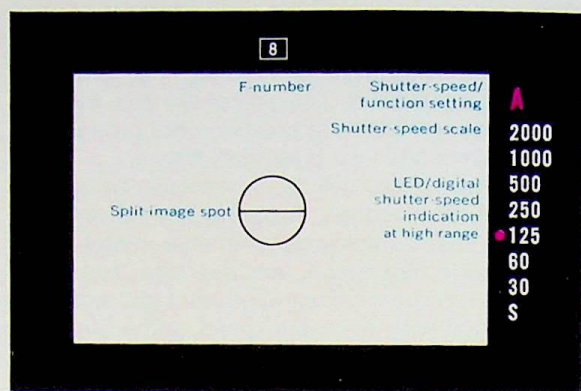 8
F-number
Shutter-speed/
function setting
A
Shutter-speed scale
2000
1000
500
250
125
60
30
S
LED/digital
shutter-speed
indication
at high range
Split-image spot